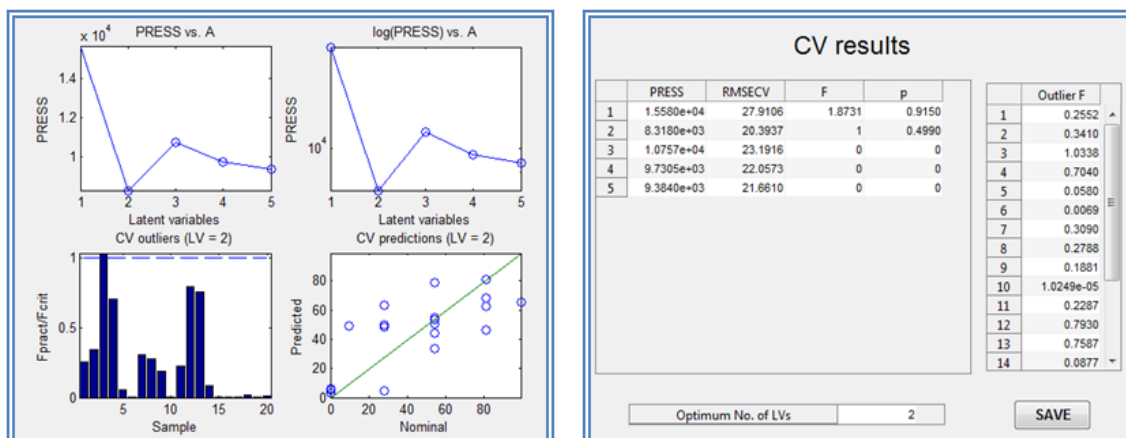 PRESS vs. A
x 10^4
PRESS
1.4
1.2
1
1 2 3 4 5
Latent variables
log(PRESS) vs. A
PRESS
10^4
1 2 3 4 5
Latent variables
CV outliers (LV = 2)
Fpract/Fcrit
1
0.5
0
5 10 15 20
Sample
CV predictions (LV = 2)
Predicted
80
60
40
20
0
0 20 40 60 80
Nominal
CV results
PRESS RMSECV F p
1 1.5580e+04 27.9106 1.8731 0.9150
2 8.3180e+03 20.3937 1 0.4990
3 1.0757e+04 23.1916 0 0
4 9.7305e+03 22.0573 0 0
5 9.3840e+03 21.6610 0 0
Outlier F
1 0.2552
2 0.3410
3 1.0338
4 0.7040
5 0.0580
6 0.0069
7 0.3090
8 0.2788
9 0.1881
10 1.0249e-05
11 0.2287
12 0.7930
13 0.7587
14 0.0877
Optimum No. of LVs 2
SAVE